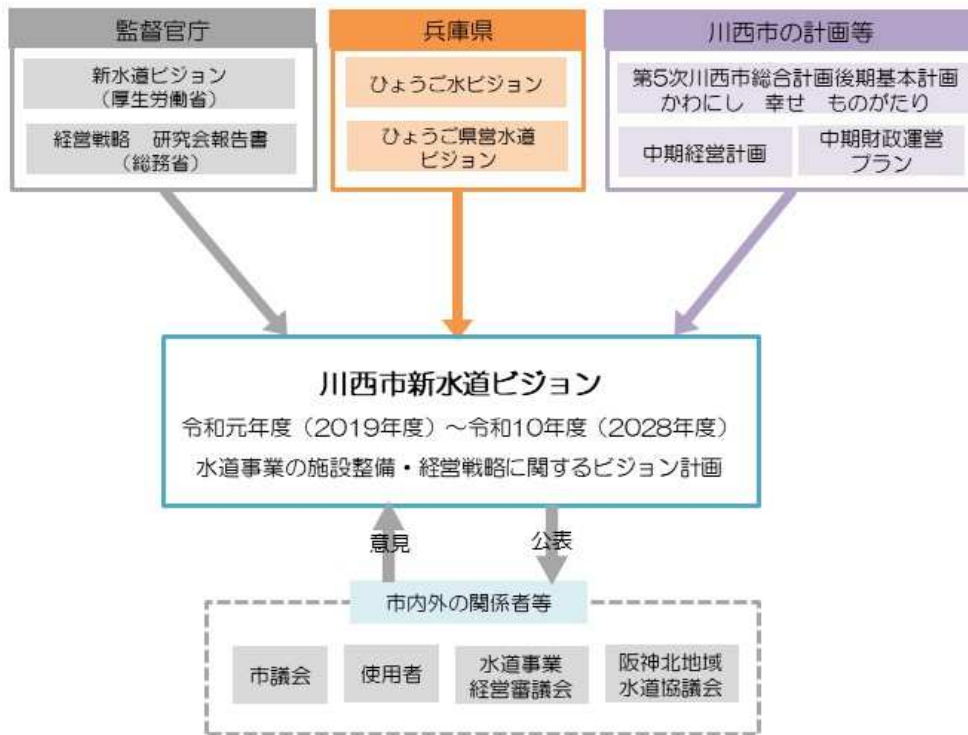 監督官庁
新水道ビジョン
（厚生労働省）
経営戦略　研究会報告書
（総務省）
兵庫県
ひょうご水ビジョン
ひょうご県営水道
ビジョン
川西市の計画等
第5次川西市総合計画後期基本計画
かわにし　幸せ　ものがたり
中期経営計画
中期財政運営
プラン
川西市新水道ビジョン
令和元年度（2019年度）～令和10年度（2028年度）
水道事業の施設整備・経営戦略に関するビジョン計画
意見
公表
市内外の関係者等
市議会
使用者
水道事業
経営審議会
阪神北地域
水道協議会